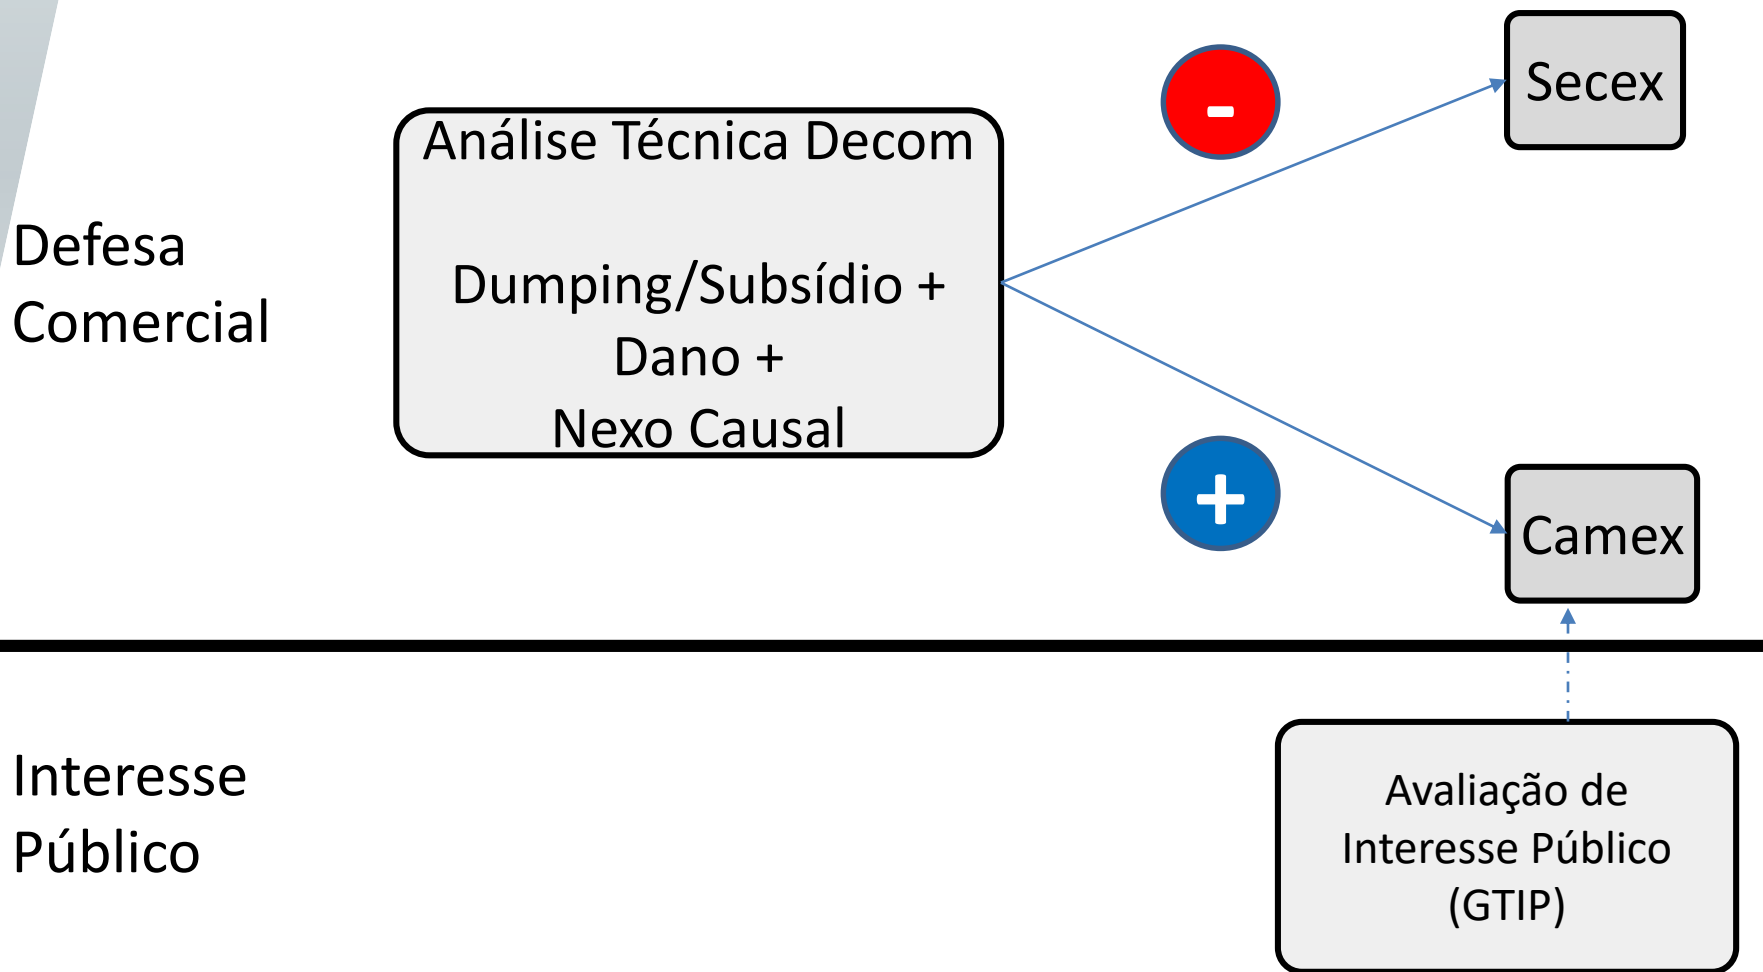 Defesa
Comercial
Análise Técnica Decom
Dumping/Subsídio +
Dano +
Nexo Causal
-
Secex
+
Camex
Interesse
Público
Avaliação de
Interesse Público
(GTIP)